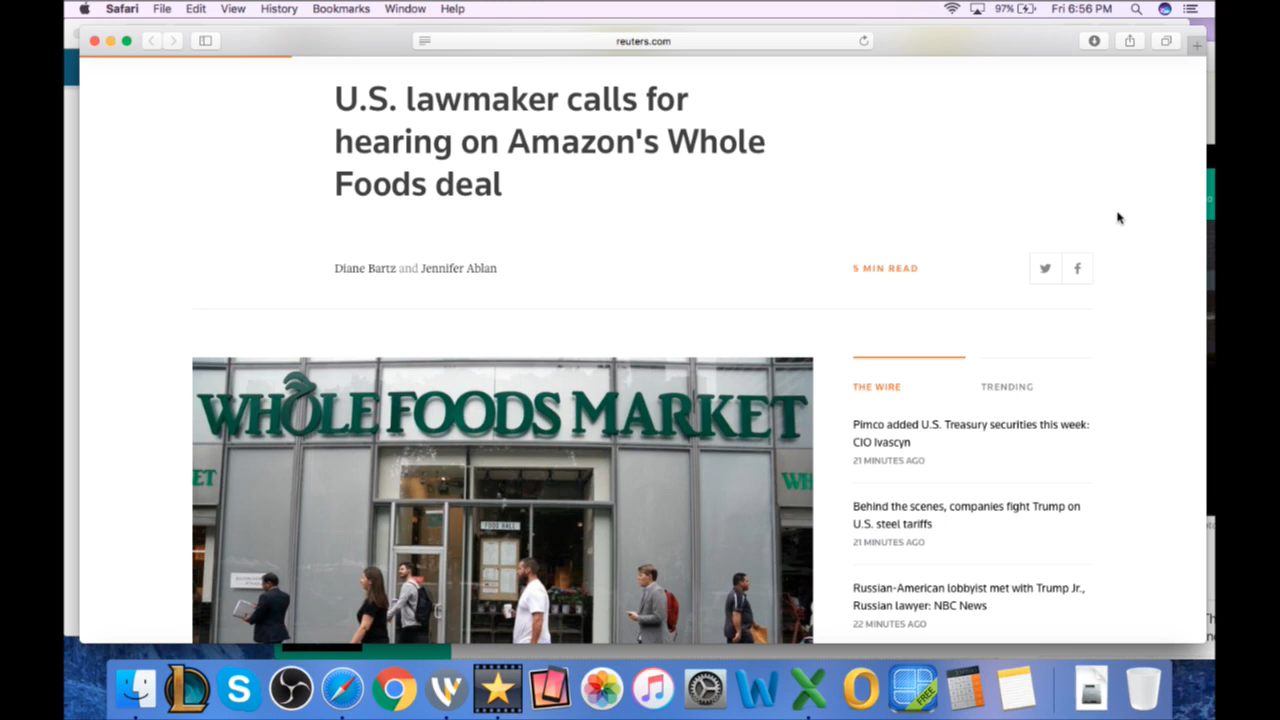 Safari File Edit View History Bookmarks Window Help 97% Fri 6:56 PM
reuters.com
U.S. lawmaker calls for
hearing on Amazon's Whole
Foods deal
Diane Bartz and Jennifer Ablan
5 MIN READ
WHOLE FOODS MARKET
FOOD HALL
THE WIRE TRENDING
Pimco added U.S. Treasury securities this week:
CIO Ivascyn
21 MINUTES AGO
Behind the scenes, companies fight Trump on
U.S. steel tariffs
21 MINUTES AGO
Russian-American lobbyist met with Trump Jr.,
Russian lawyer: NBC News
22 MINUTES AGO
FREE